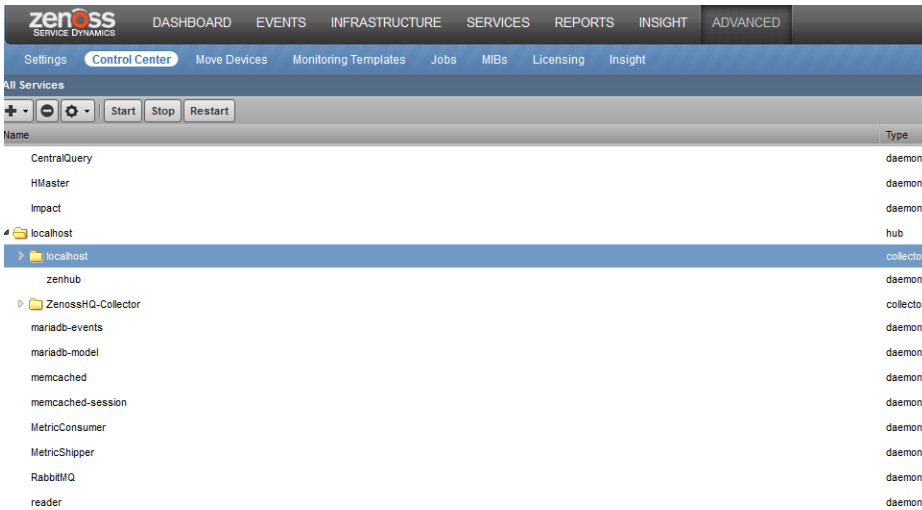 zenoss
SERVICE DYNAMICS
DASHBOARD EVENTS INFRASTRUCTURE SERVICES REPORTS INSIGHT ADVANCED
Settings Control Center Move Devices Monitoring Templates Jobs MIBs Licensing Insight
All Services
Start Stop Restart
Name Type
CentralQuery daemon
HMaster daemon
Impact daemon
localhost hub
localhost collecto
zenhub daemon
ZenossHQ-Collector collecto
mariadb-events daemon
mariadb-model daemon
memcached daemon
memcached-session daemon
MetricConsumer daemon
MetricShipper daemon
RabbitMQ daemon
reader daemon